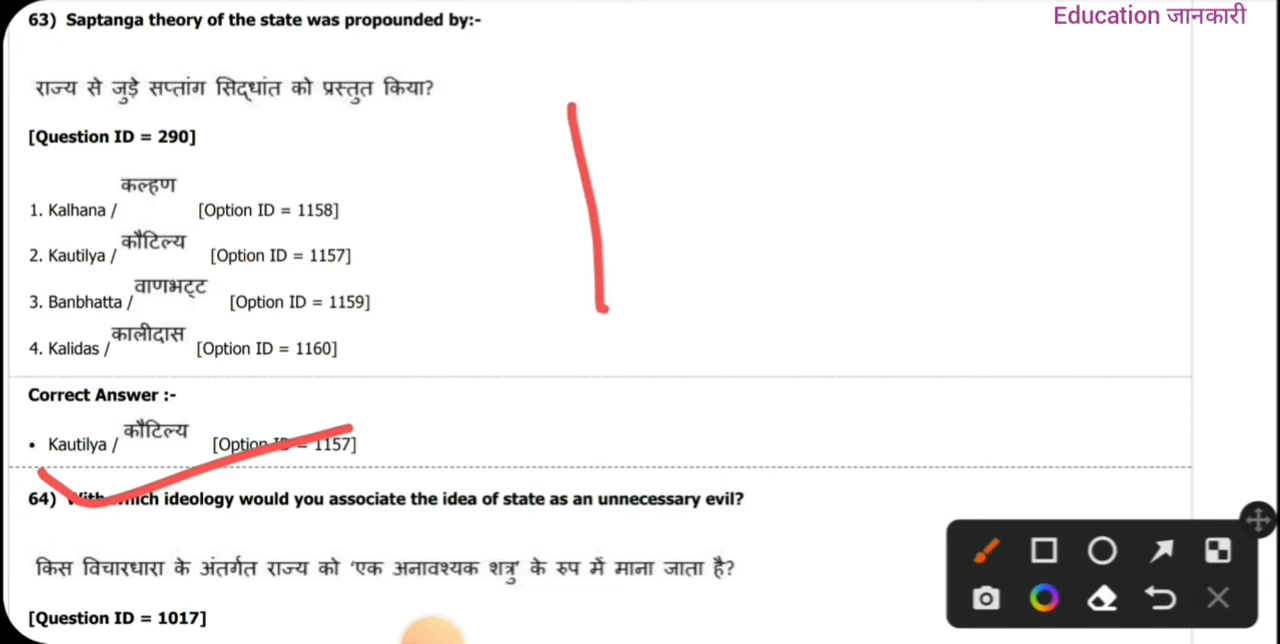 Education जानकारी
63) Saptanga theory of the state was propounded by:-
राज्य से जुड़े सप्तांग सिद्धांत को प्रस्तुत किया?
[Question ID = 290]
1. Kalhana / कल्हण [Option ID = 1158]
2. Kautilya / कौटिल्य [Option ID = 1157]
3. Banbhatta / वाणभट्ट [Option ID = 1159]
4. Kalidas / कालीदास [Option ID = 1160]
Correct Answer :-
• Kautilya / कौटिल्य [Option ID = 1157]
64) With which ideology would you associate the idea of state as an unnecessary evil?
किस विचारधारा के अंतर्गत राज्य को ‘एक अनावश्यक शत्रु’ के रुप में माना जाता है?
[Question ID = 1017]